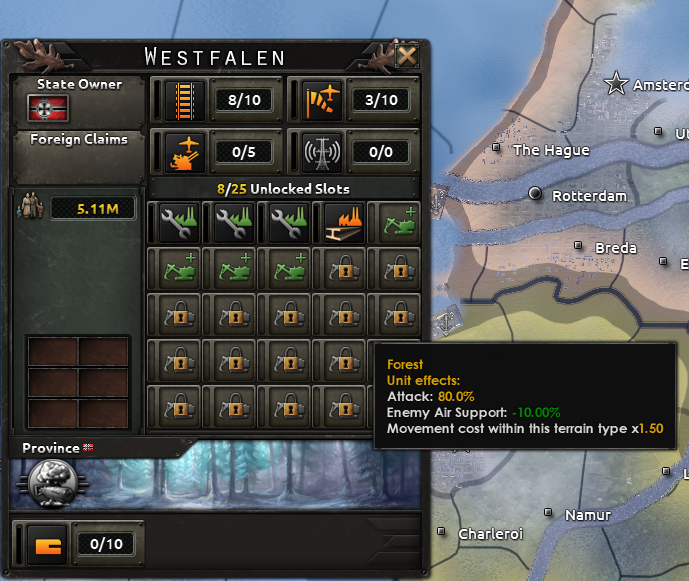 WESTFALEN
State Owner
8/10
3/10
Foreign Claims
0/5
0/0
8/25 Unlocked Slots
5.11M
Province
0/10
Amsterd
Ut
The Hague
Rotterdam
Breda
E
Forest
Unit effects:
Attack: 80.0%
Enemy Air Support: -10.00%
Movement cost within this terrain type x1.50
L
Namur
Charleroi